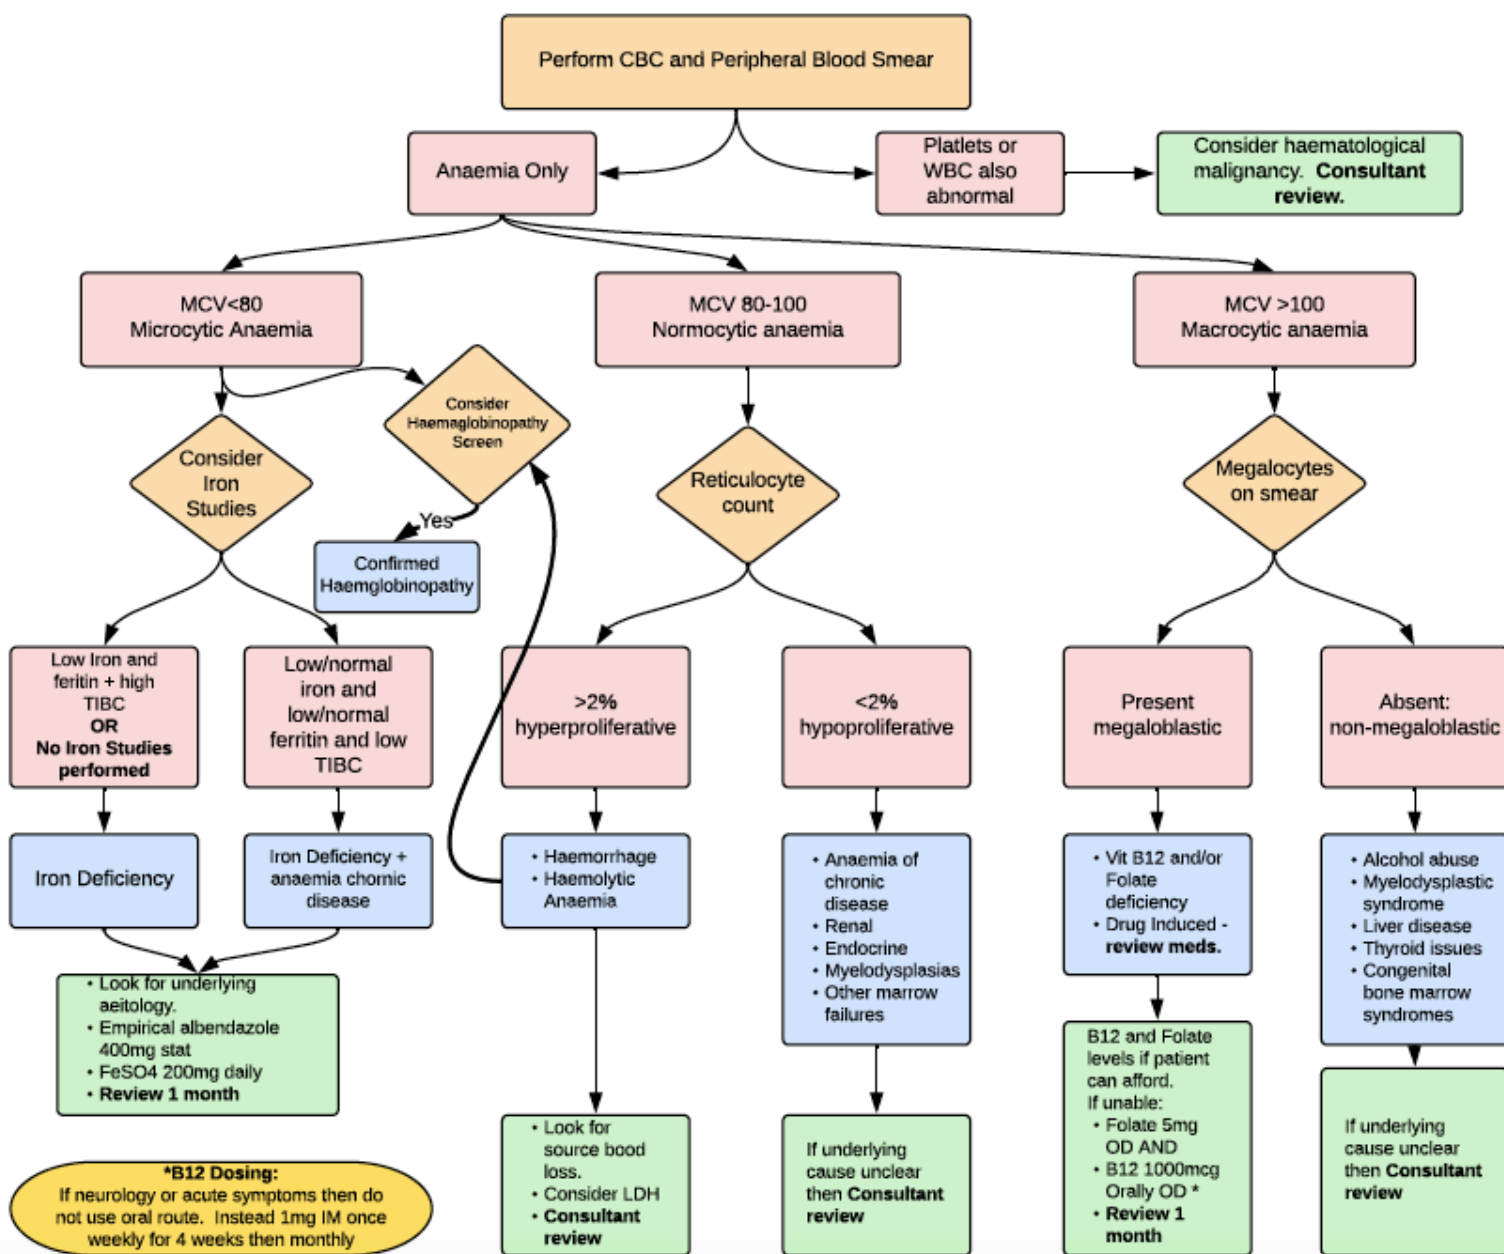 Perform CBC and Peripheral Blood Smear
Anaemia Only
Platelets or
WBC also
abnormal
Consider haematological
malignancy. Consultant
review.
MCV<80
Microcytic Anaemia
MCV 80-100
Normocytic anaemia
MCV >100
Macrocytic anaemia
Consider
Iron
Studies
Consider
Haemaglobinopathy
Screen
Reticulocyte
count
Megalocytes
on smear
Yes
Confirmed
Haemglobinopathy
Low Iron and
feritin + high
TIBC
OR
No Iron Studies
performed
Low/normal
iron and
low/normal
ferritin and low
TIBC
>2%
hyperproliferative
<2%
hypoproliferative
Present
megaloblastic
Absent:
non-megaloblastic
Iron Deficiency
Iron Deficiency +
anaemia chornic
disease
• Haemorrhage
• Haemolytic
Anaemia
• Anaemia of
chronic
disease
• Renal
• Endocrine
• Myelodysplasias
• Other marrow
failures
• Vit B12 and/or
Folate
deficiency
• Drug Induced -
review meds.
• Alcohol abuse
• Myelodysplastic
syndrome
• Liver disease
• Thyroid issues
• Congenital
bone marrow
syndromes
• Look for underlying
aeitology.
• Empirical albendazole
400mg stat
• FeSO4 200mg daily
• Review 1 month
• Look for
source bood
loss.
• Consider LDH
• Consultant
review
If underlying
cause unclear
then Consultant
review
B12 and Folate
levels if patient
can afford.
If unable:
• Folate 5mg
OD AND
• B12 1000mcg
Orally OD *
• Review 1
month
If underlying
cause unclear
then Consultant
review
*B12 Dosing:
If neurology or acute symptoms then do
not use oral route. Instead 1mg IM once
weekly for 4 weeks then monthly